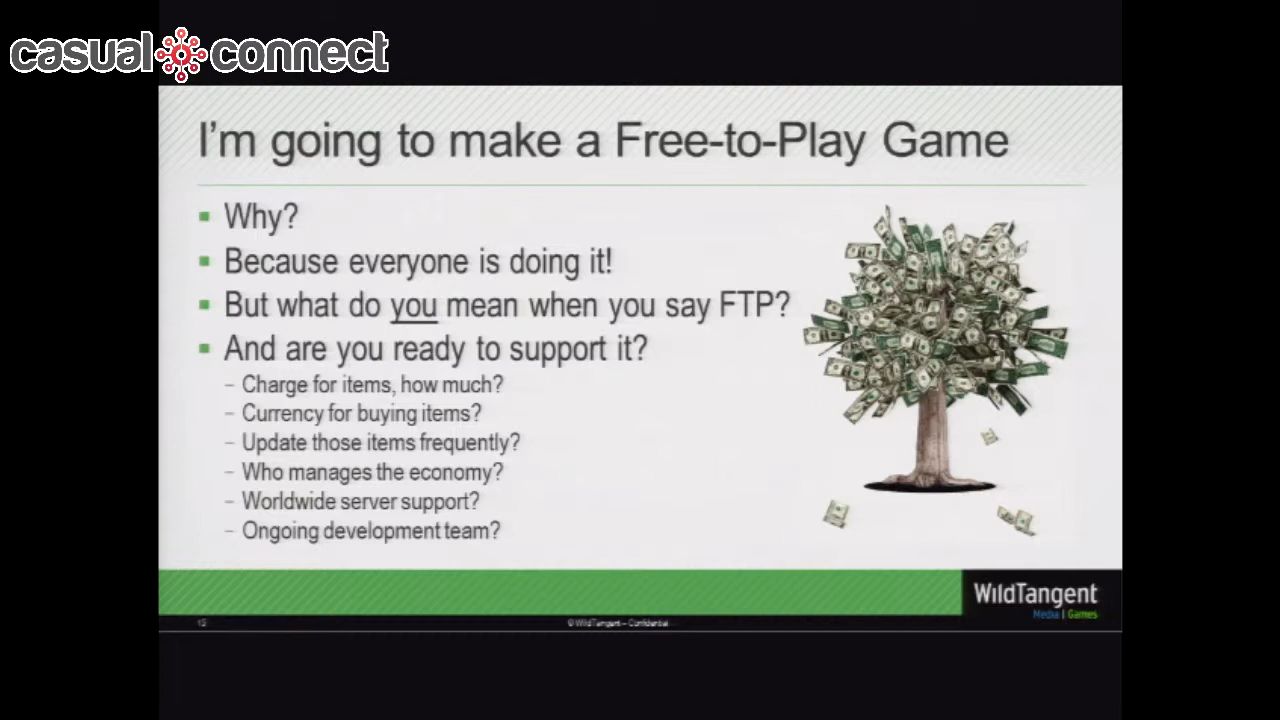 casual connect
I'm going to make a Free-to-Play Game
Why?
Because everyone is doing it!
But what do you mean when you say FTP?
And are you ready to support it?
– Charge for items, how much?
– Currency for buying items?
– Update those items frequently?
– Who manages the economy?
– Worldwide server support?
– Ongoing development team?
WildTangent
Media | Games
15
© WildTangent – Confidential